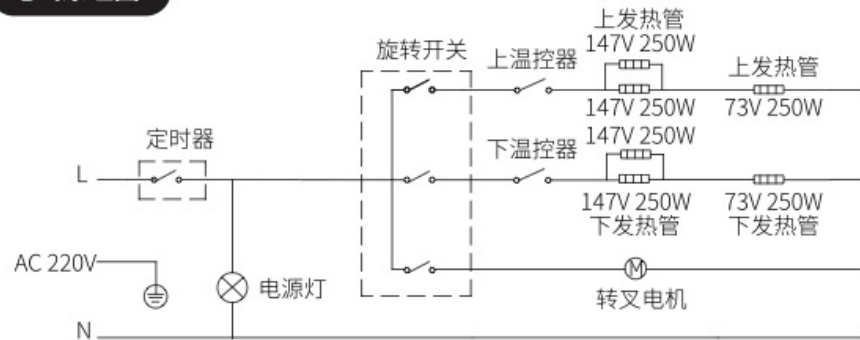 上发热管
147V 250W
旋转开关
上温控器
上发热管
147V 250W
73V 250W
147V 250W
定时器
下温控器
L
147V 250W
73V 250W
下发热管
下发热管
AC 220V
电源灯
M
转叉电机
N